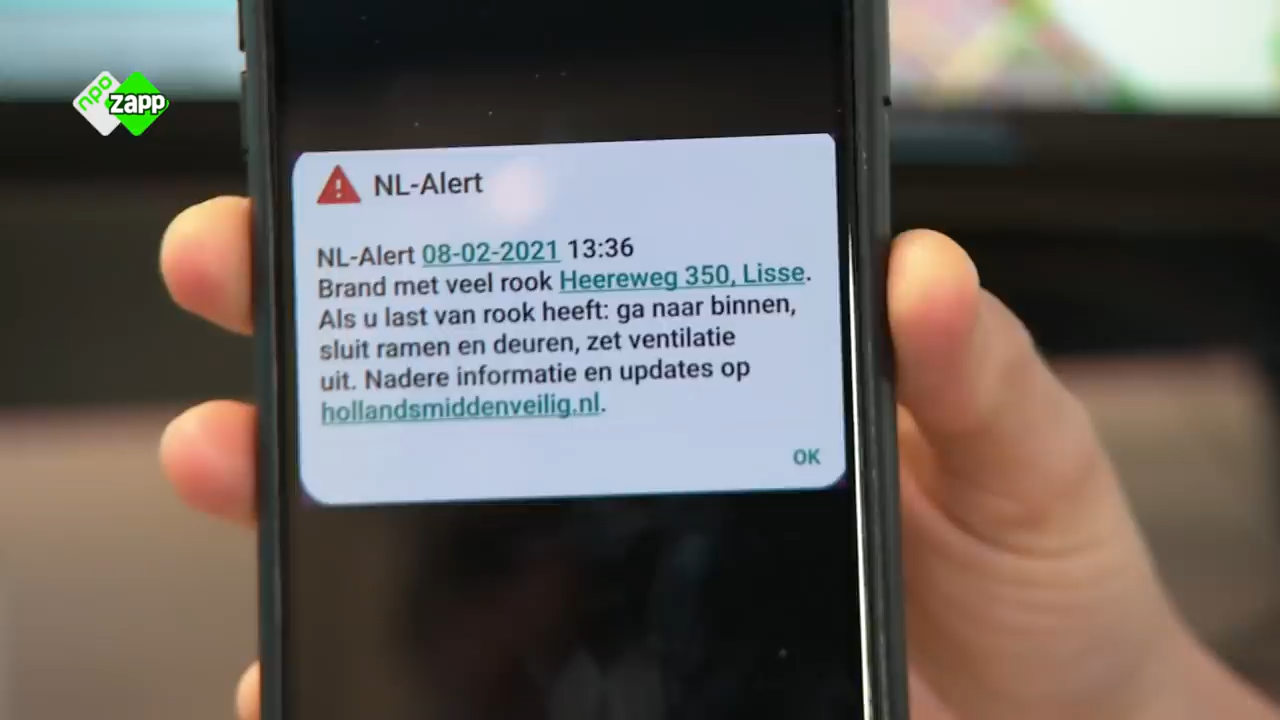 npo
zapp
NL-Alert
NL-Alert 08-02-2021 13:36
Brand met veel rook Heereweg 350, Lisse.
Als u last van rook heeft: ga naar binnen,
sluit ramen en deuren, zet ventilatie
uit. Nadere informatie en updates op
hollandsmiddenveilig.nl.
OK